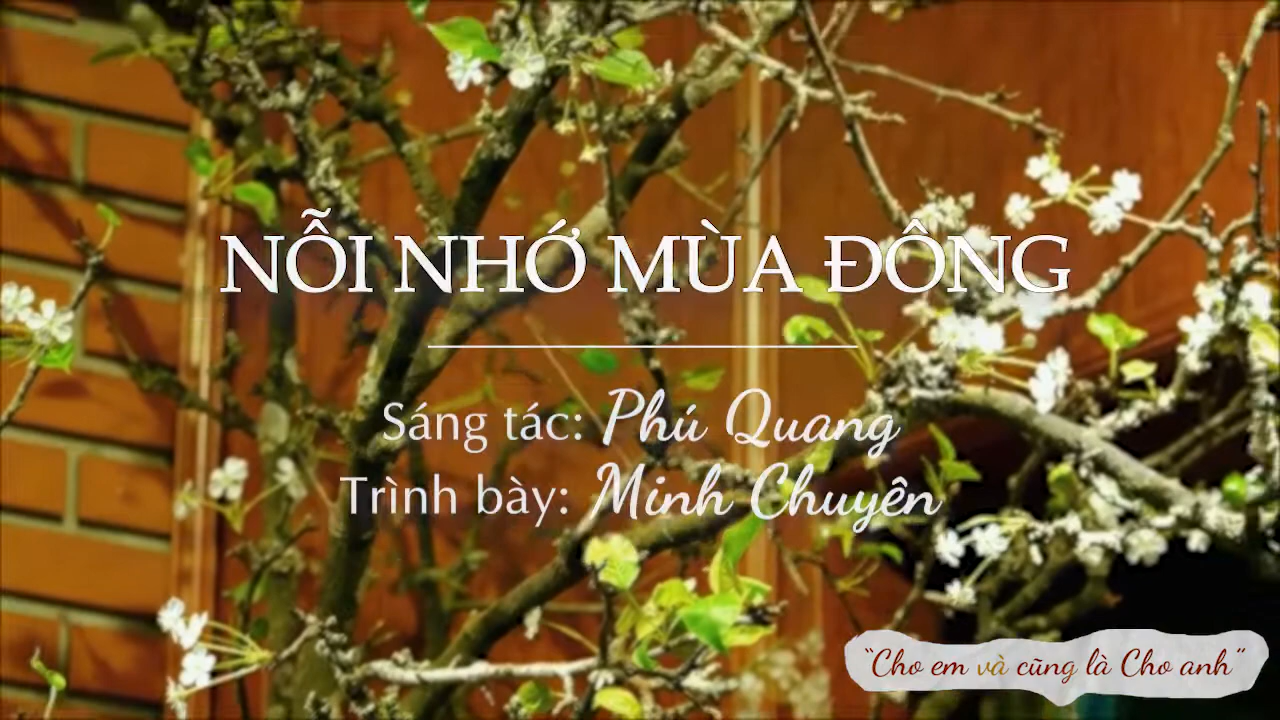 NỖI NHỚ MÙA ĐÔNG
Sáng tác: Phú Quang
Trình bày: Minh Chuyên
“Cho em và cũng là Cho anh”